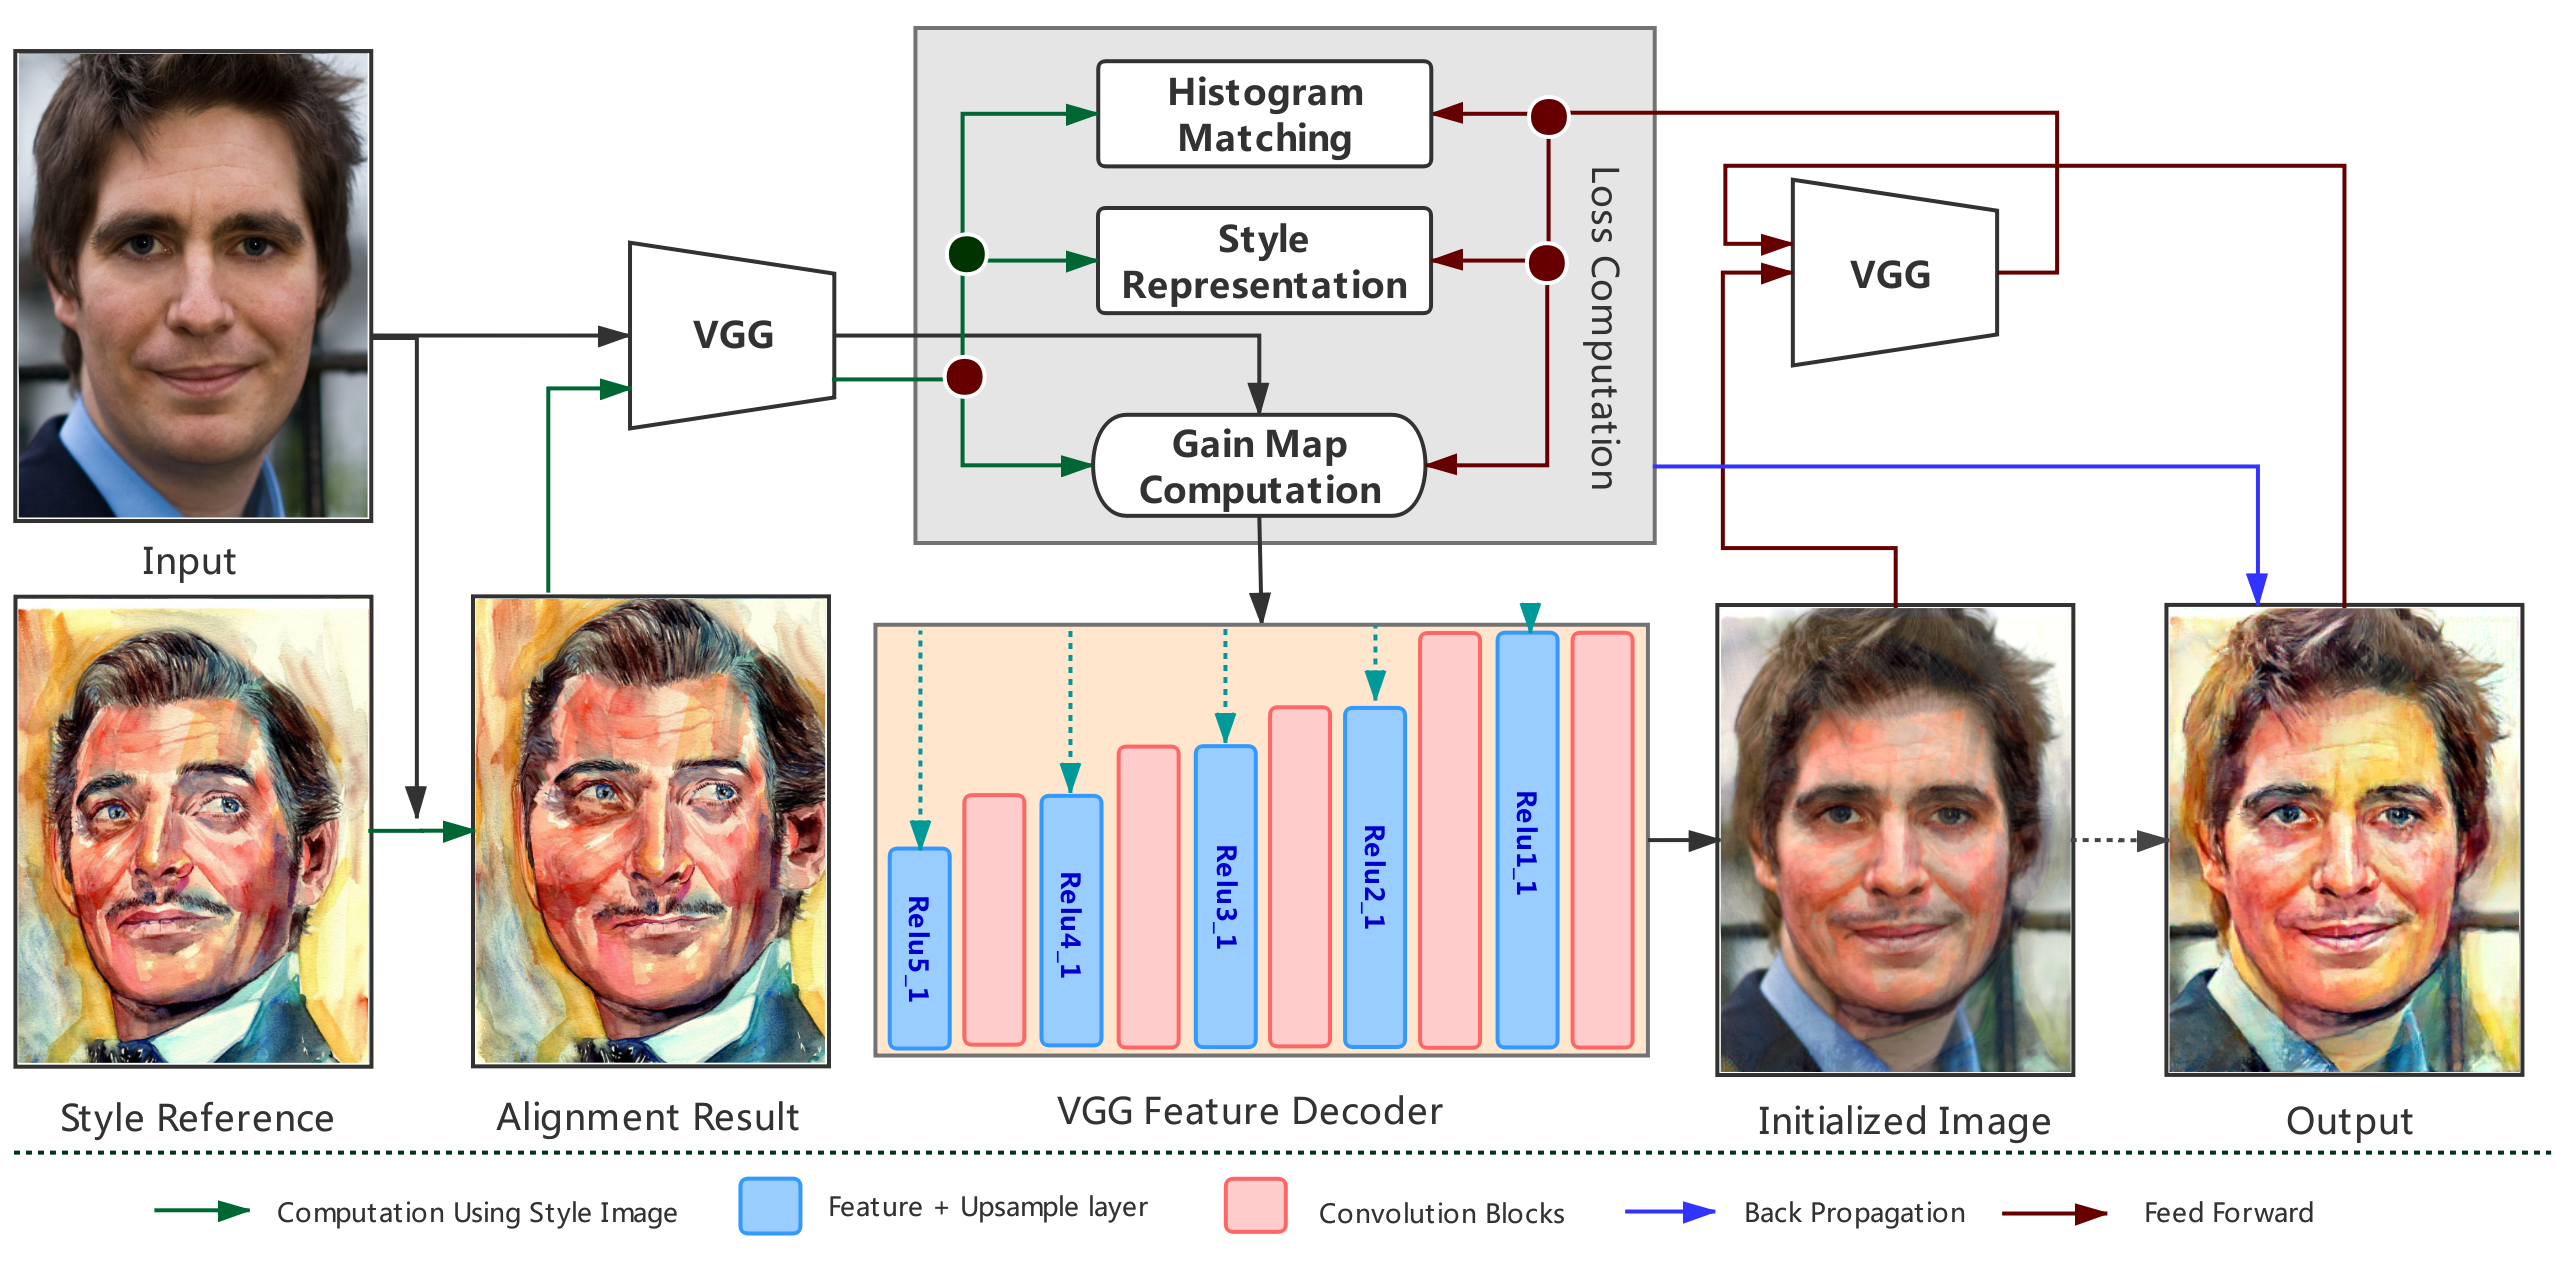 Histogram
Matching
Style
Representation
Loss Computation
VGG
VGG
Gain Map
Computation
Input
Relu5_1
Relu4_1
Relu3_1
Relu2_1
Relu1_1
Style Reference
Alignment Result
VGG Feature Decoder
Initialized Image
Output
Computation Using Style Image
Feature + Upsample layer
Convolution Blocks
Back Propagation
Feed Forward